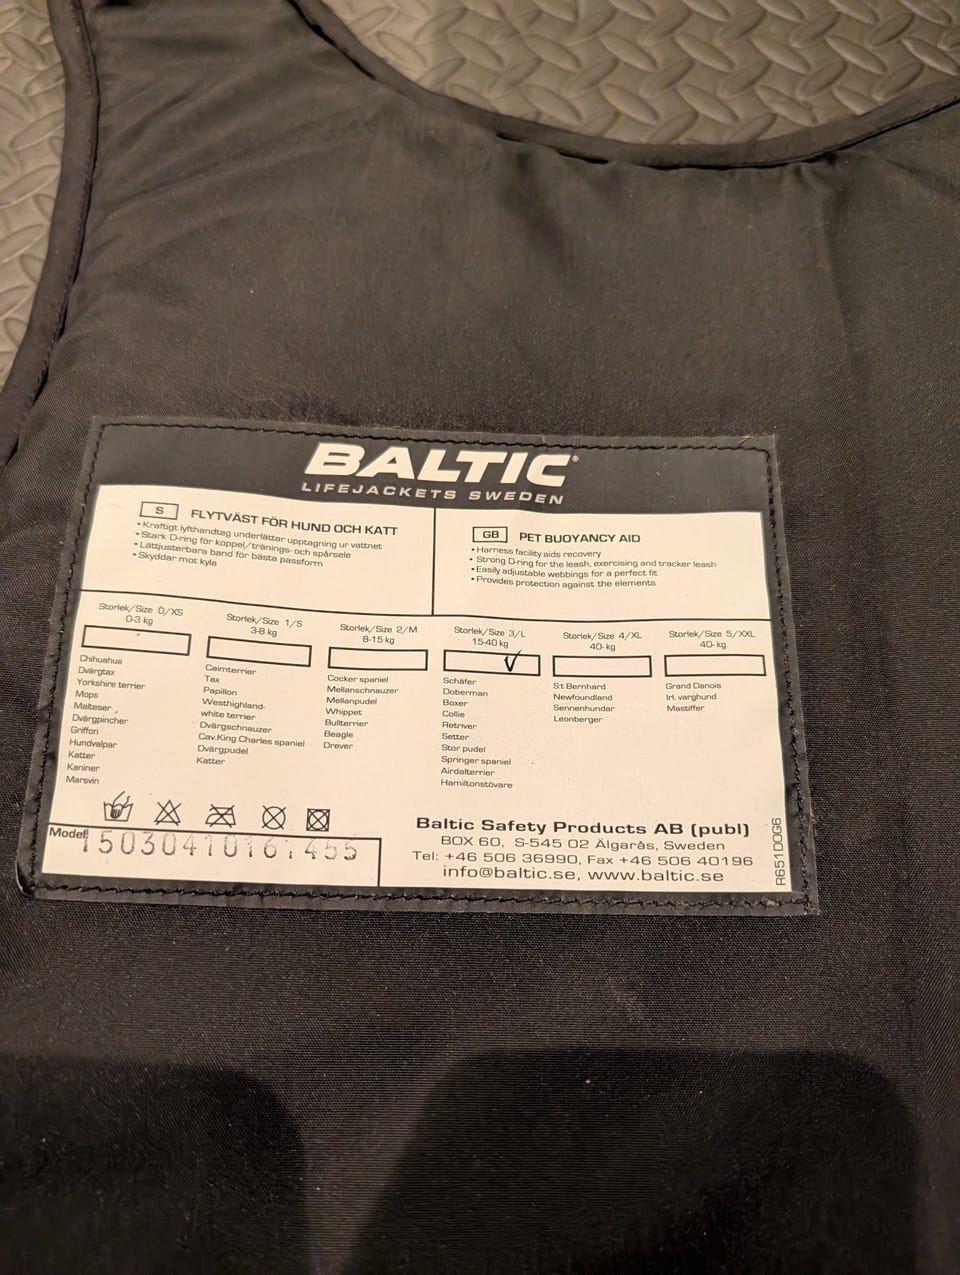 BALTIC®
LIFEJACKETS SWEDEN
S FLYTVÄST FÖR HUND OCH KATT
• Kraftigt lyfthandtag underlättar upptagning ur vattnet
• Stark D-ring för koppel/tränings- och spårsele
• Lättjusterbara band för bästa passform
• Skyddar mot kyla
GB PET BUOYANCY AID
• Harness facility aids recovery
• Strong D-ring for the leash, exercising and tracker leash
• Easily adjustable webbings for a perfect fit
• Provides protection against the elements
Storlek/Size 0/XS
0-3 kg
Chihuahua
Dvärgtax
Yorkshire terrier
Mops
Malteser
Dvärgpincher
Griffon
Hundvalpar
Katter
Kaniner
Marsvin
Storlek/Size 1/S
3-8 kg
Cairnterrier
Tax
Papillon
Westhighland-
white terrier
Dvärgschnauzer
Cav.King Charles spaniel
Dvärgpudel
Katter
Storlek/Size 2/M
8-15 kg
Cocker spaniel
Mellanschnauzer
Mellanpudel
Whippet
Bullterrier
Beagle
Drever
Storlek/Size 3/L
15-40 kg
Schäfer
Doberman
Boxer
Collie
Retriver
Setter
Stor pudel
Springer spaniel
Airdalterrier
Hamiltonstövare
Storlek/Size 4/XL
40- kg
S:t Bernhard
Newfoundland
Sennenhundar
Leonberger
Storlek/Size 5/XXL
40- kg
Grand Danois
Irl. varghund
Mastiffer
Model:
Baltic Safety Products AB (publ)
BOX 60, S-545 02 Älgarås, Sweden
Tel: +46 506 36990, Fax +46 506 40196
info@baltic.se, www.baltic.se
R651DOG6